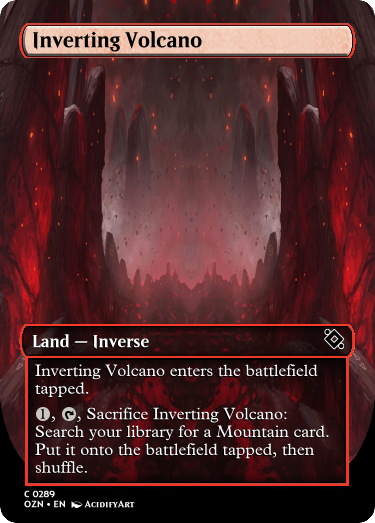 Inverting Volcano
Land — Inverse
Inverting Volcano enters the battlefield
tapped.
1, T, Sacrifice Inverting Volcano:
Search your library for a Mountain card.
Put it onto the battlefield tapped, then
shuffle.
C 0289
OZN • EN AcidifyArt